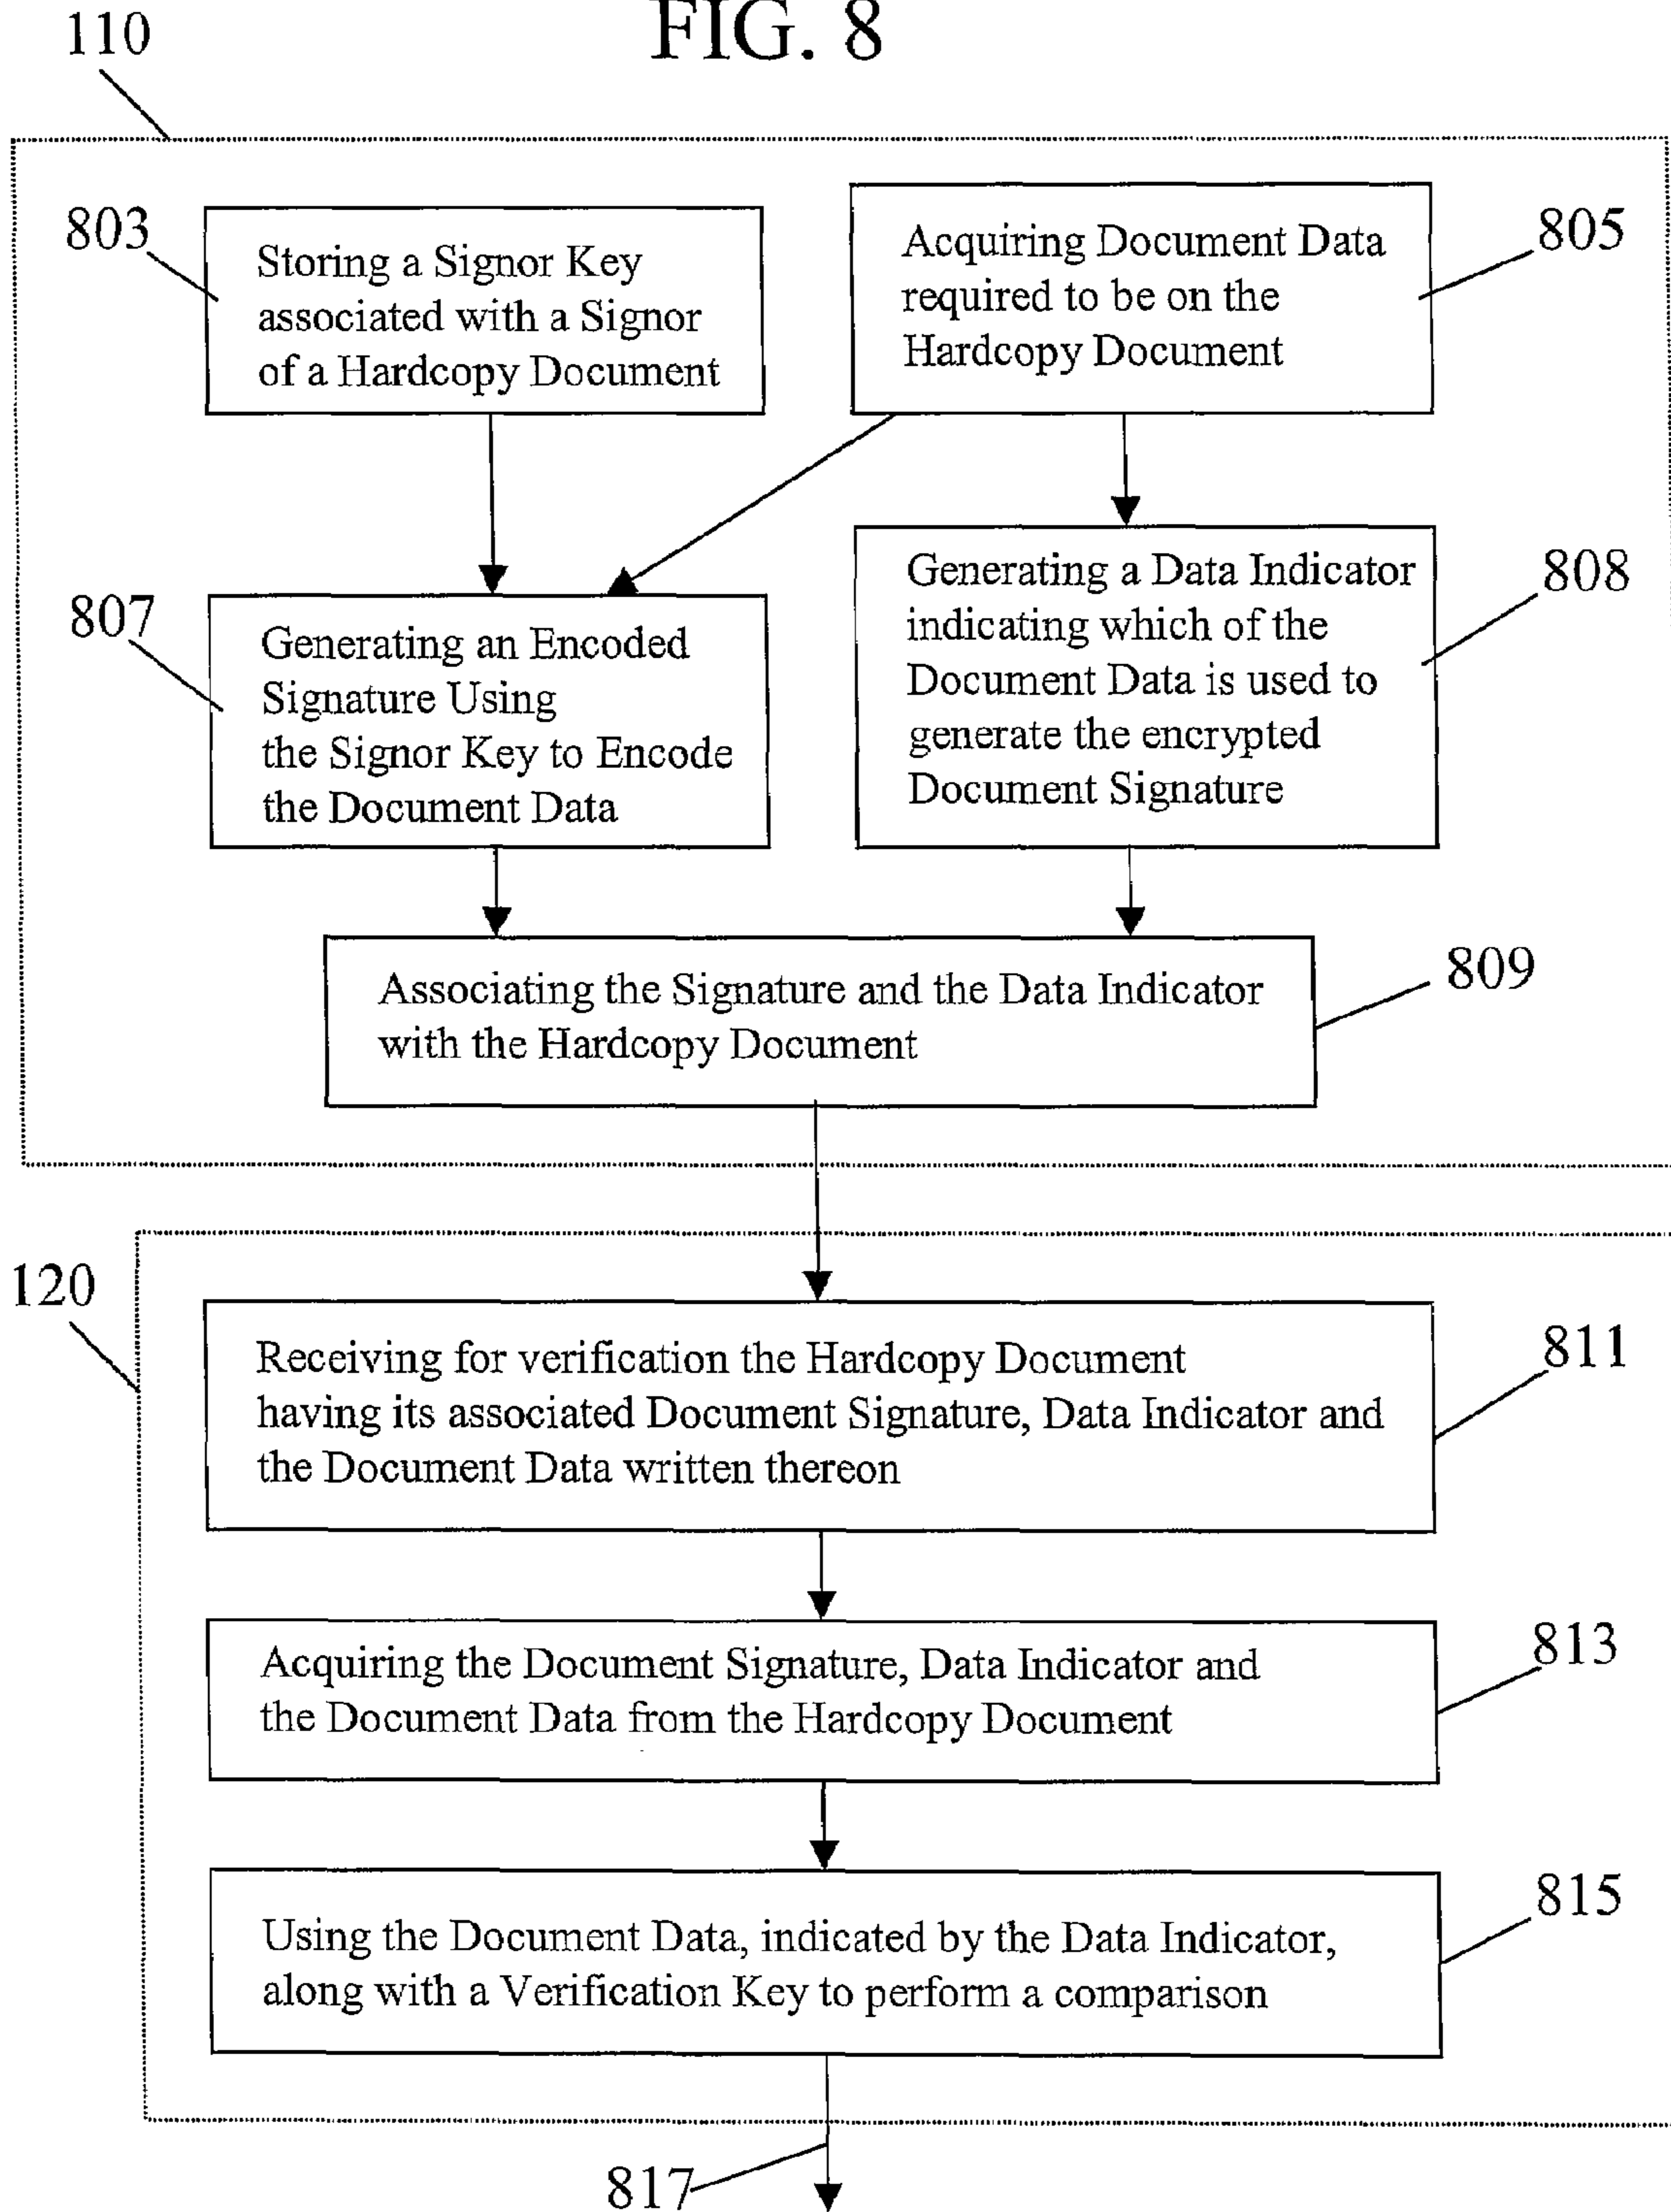 FIG. 8
110
803
Storing a Signor Key
associated with a Signor
of a Hardcopy Document
Acquiring Document Data
required to be on the
Hardcopy Document
805
807
Generating an Encoded
Signature Using
the Signor Key to Encode
the Document Data
Generating a Data Indicator
indicating which of the
Document Data is used to
generate the encrypted
Document Signature
808
Associating the Signature and the Data Indicator
with the Hardcopy Document
809
120
Receiving for verification the Hardcopy Document
having its associated Document Signature, Data Indicator and
the Document Data written thereon
811
Acquiring the Document Signature, Data Indicator and
the Document Data from the Hardcopy Document
813
Using the Document Data, indicated by the Data Indicator,
along with a Verification Key to perform a comparison
815
817